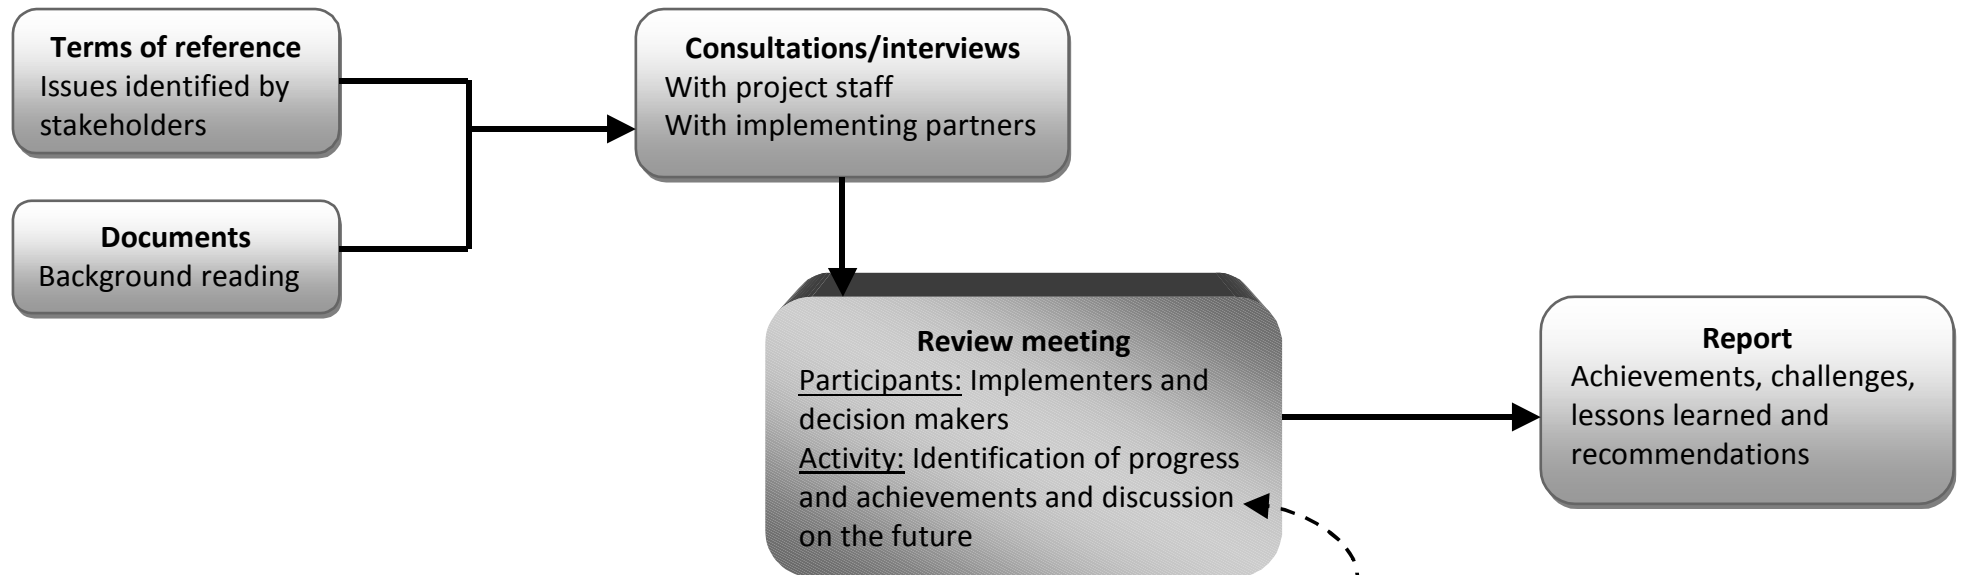 Terms of reference
Issues identified by
stakeholders
Documents
Background reading
Consultations/interviews
With project staff
With implementing partners
Review meeting
Participants: Implementers and
decision makers
Activity: Identification of progress
and achievements and discussion
on the future
Report
Achievements, challenges,
lessons learned and
recommendations